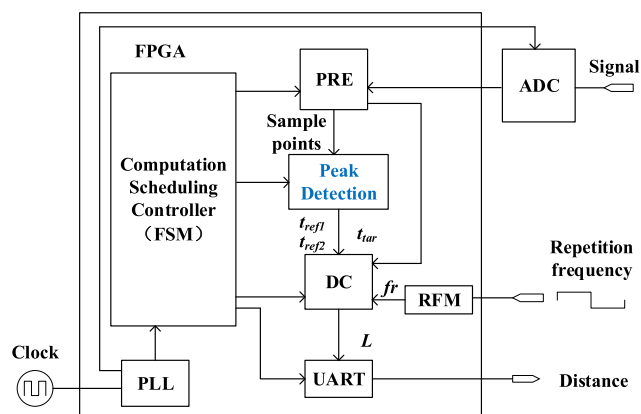 FPGA
PRE
ADC
Signal
Sample
points
Computation
Scheduling
Controller
（FSM）
Peak
Detection
tref1
tref2
ttar
Repetition
frequency
DC
fr
RFM
L
Clock
PLL
UART
Distance